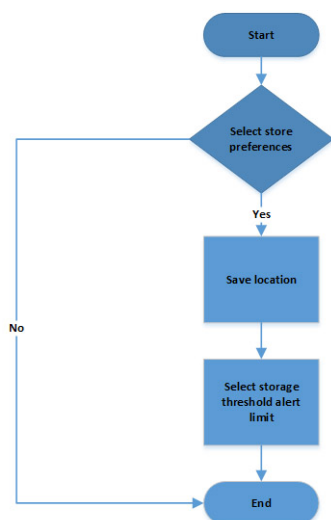 Start
Select store
preferences
Yes
Save location
No
Select storage
threshold alert
limit
End